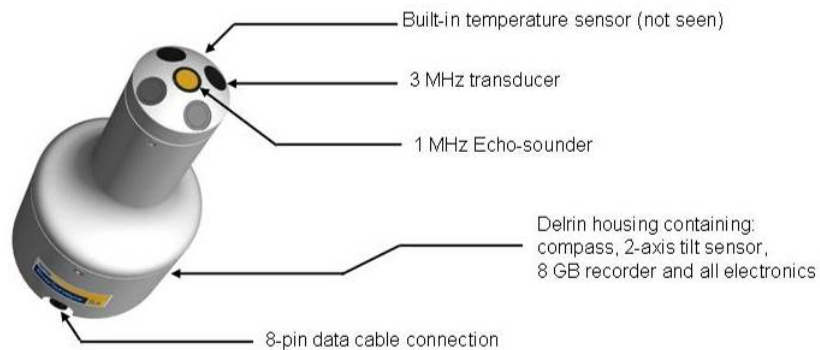 Built-in temperature sensor (not seen)
3 MHz transducer
1 MHz Echo-sounder
Delrin housing containing:
compass, 2-axis tilt sensor,
8 GB recorder and all electronics
8-pin data cable connection